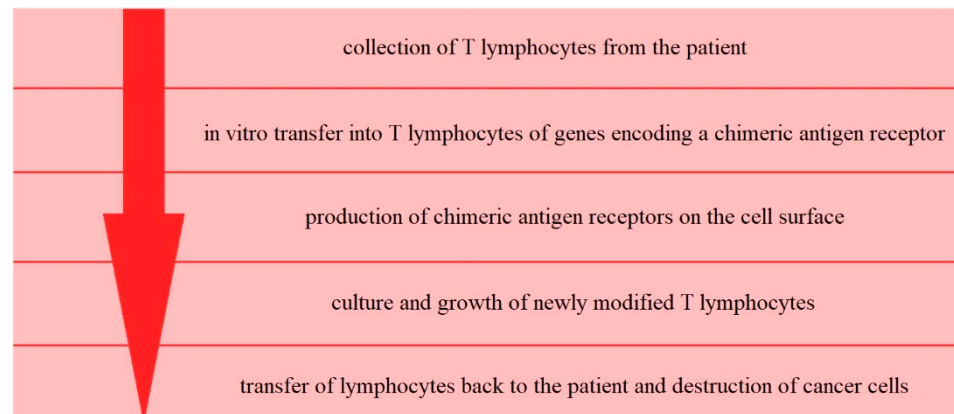 collection of T lymphocytes from the patient
in vitro transfer into T lymphocytes of genes encoding a chimeric antigen receptor
production of chimeric antigen receptors on the cell surface
culture and growth of newly modified T lymphocytes
transfer of lymphocytes back to the patient and destruction of cancer cells